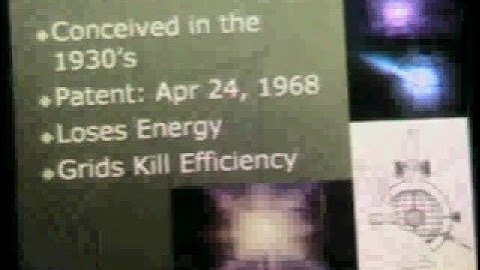 Conceived in the
1930's
Patent: Apr 24, 1968
Loses Energy
Grids Kill Efficiency